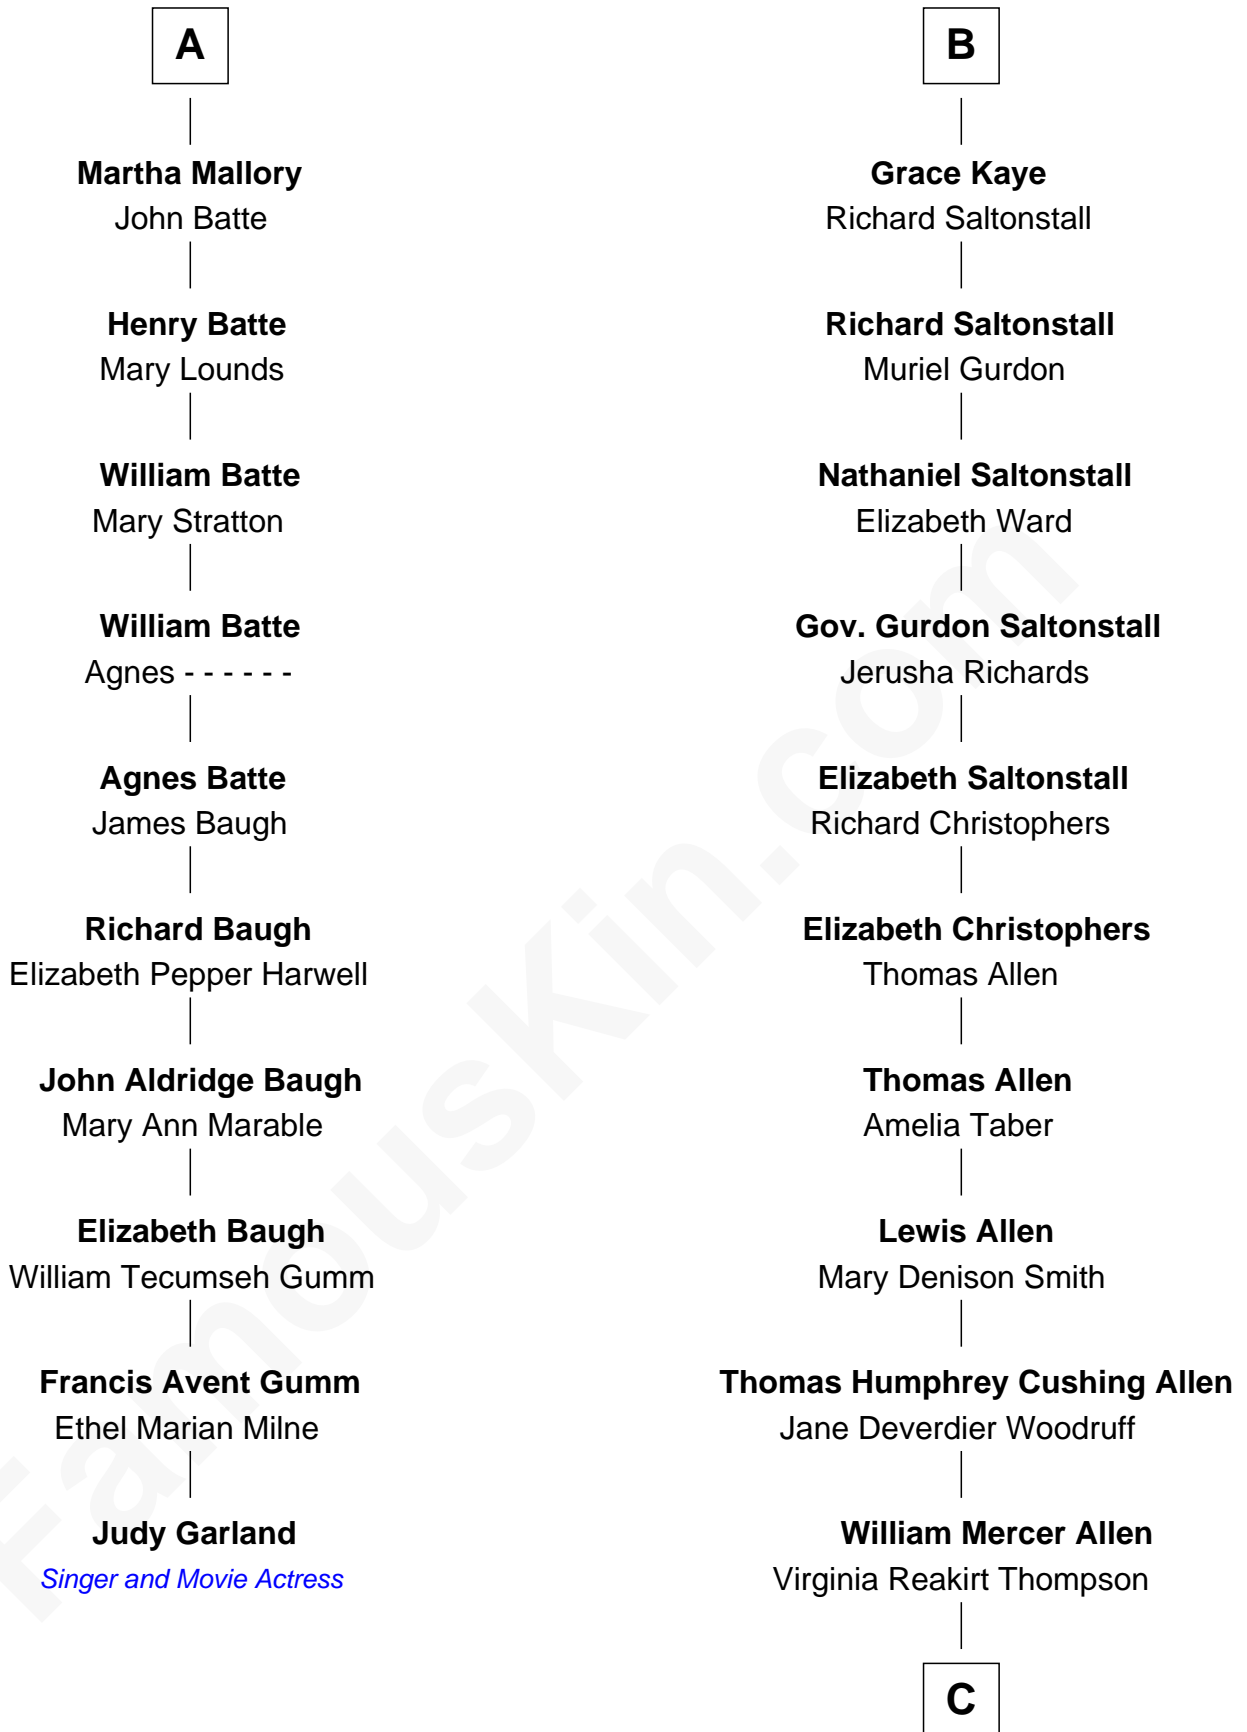 A
Martha Mallory
John Batte
Henry Batte
Mary Lounds
William Batte
Mary Stratton
William Batte
Agnes - - - - - -
Agnes Batte
James Baugh
Richard Baugh
Elizabeth Pepper Harwell
John Aldridge Baugh
Mary Ann Marable
Elizabeth Baugh
William Tecumseh Gumm
Francis Avent Gumm
Ethel Marian Milne
Judy Garland
Singer and Movie Actress
B
Grace Kaye
Richard Saltonstall
Richard Saltonstall
Muriel Gurdon
Nathaniel Saltonstall
Elizabeth Ward
Gov. Gurdon Saltonstall
Jerusha Richards
Elizabeth Saltonstall
Richard Christophers
Elizabeth Christophers
Thomas Allen
Thomas Allen
Amelia Taber
Lewis Allen
Mary Denison Smith
Thomas Humphrey Cushing Allen
Jane Deverdier Woodruff
William Mercer Allen
Virginia Reakirt Thompson
C
FamousKin.com